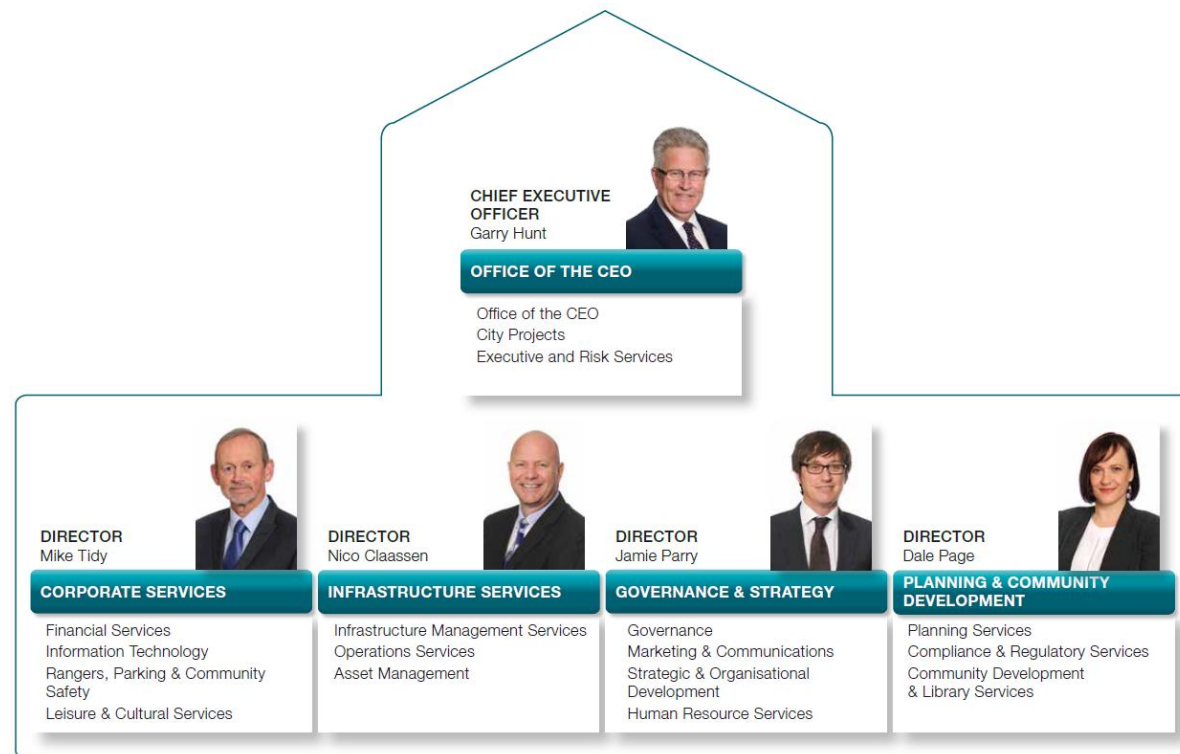 CHIEF EXECUTIVE
OFFICER
Garry Hunt
OFFICE OF THE CEO
Office of the CEO
City Projects
Executive and Risk Services
DIRECTOR
Mike Tidy
CORPORATE SERVICES
Financial Services
Information Technology
Rangers, Parking & Community
Safety
Leisure & Cultural Services
DIRECTOR
Nico Claassen
INFRASTRUCTURE SERVICES
Infrastructure Management Services
Operations Services
Asset Management
DIRECTOR
Jamie Parry
GOVERNANCE & STRATEGY
Governance
Marketing & Communications
Strategic & Organisational
Development
Human Resource Services
DIRECTOR
Dale Page
PLANNING & COMMUNITY
DEVELOPMENT
Planning Services
Compliance & Regulatory Services
Community Development
& Library Services